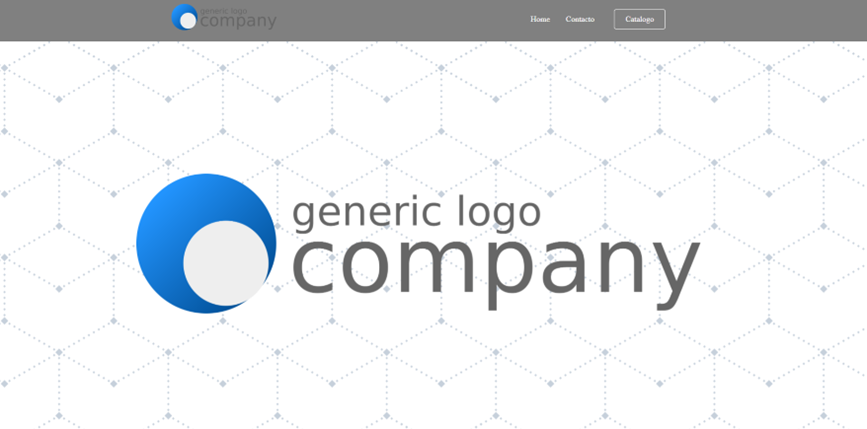 generic logo
company
Home
Contacto
Catalogo
generic logo
company